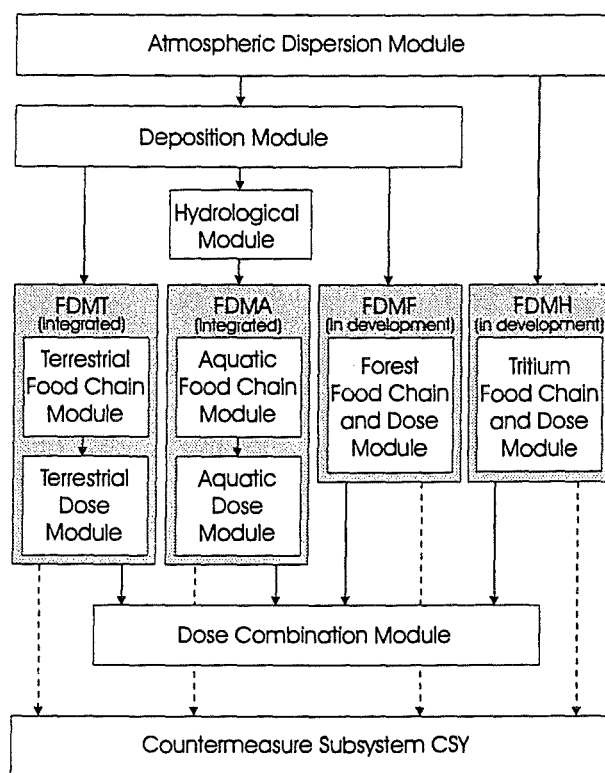 Atmospheric Dispersion Module
Deposition Module
Hydrological
Module
FDMT
(integrated)
Terrestrial
Food Chain
Module
Terrestrial
Dose
Module
FDMA
(integrated)
Aquatic
Food Chain
Module
Aquatic
Dose
Module
FDMF
(in development)
Forest
Food Chain
and Dose
Module
FDMH
(in development)
Tritium
Food Chain
and Dose
Module
Dose Combination Module
Countermeasure Subsystem CSY